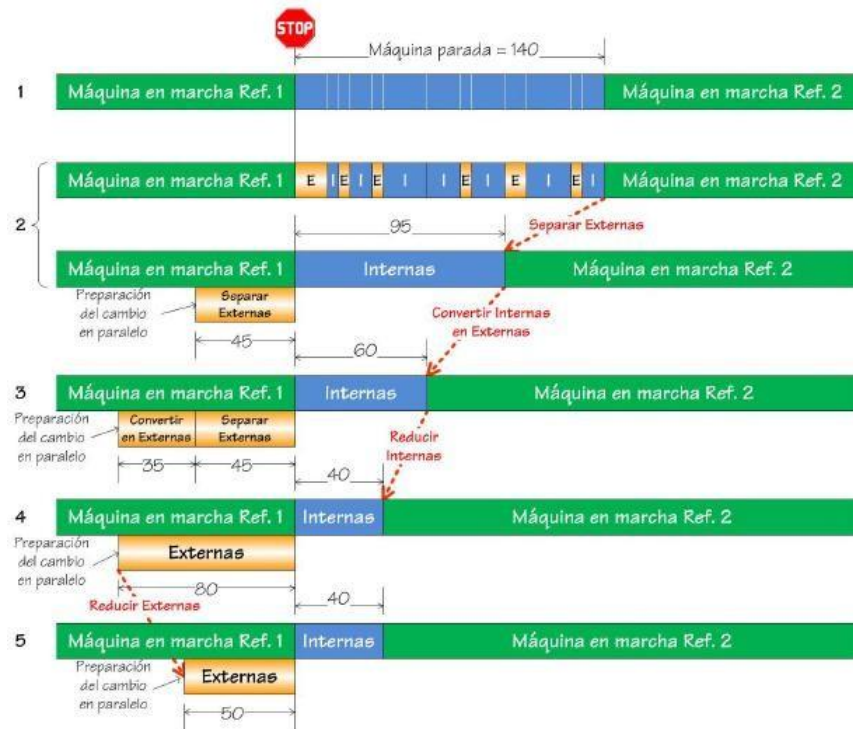 STOP
Máquina parada = 140
1
Máquina en marcha Ref. 1
Máquina en marcha Ref. 2
Máquina en marcha Ref. 1
E
I
E
I
E
I
I
E
I
E
I
E
I
Máquina en marcha Ref. 2
2
95
Separar Externas
Máquina en marcha Ref. 1
Internas
Máquina en marcha Ref. 2
Preparación
del cambio
en paralelo
Separar
Externas
Convertir Internas
en Externas
45
60
3
Máquina en marcha Ref. 1
Internas
Máquina en marcha Ref. 2
Preparación
del cambio
en paralelo
Convertir
en Externas
Separar
Externas
Reducir
Internas
35
45
40
4
Máquina en marcha Ref. 1
Internas
Máquina en marcha Ref. 2
Preparación
del cambio
en paralelo
Externas
80
40
Reducir Externas
5
Máquina en marcha Ref. 1
Internas
Máquina en marcha Ref. 2
Preparación
del cambio
en paralelo
Externas
50